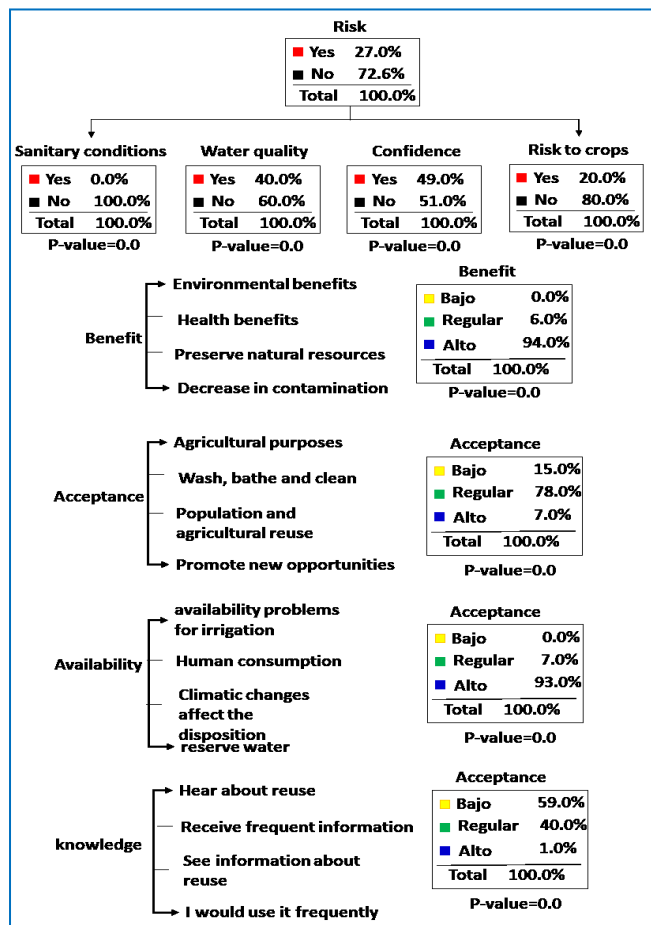 Risk
Yes 27.0%
No 72.6%
Total 100.0%
Sanitary conditions
Yes 0.0%
No 100.0%
Total 100.0%
P-value=0.0
Water quality
Yes 40.0%
No 60.0%
Total 100.0%
P-value=0.0
Confidence
Yes 49.0%
No 51.0%
Total 100.0%
P-value=0.0
Risk to crops
Yes 20.0%
No 80.0%
Total 100.0%
P-value=0.0
Benefit
Environmental benefits
Health benefits
Preserve natural resources
Decrease in contamination
Benefit
Bajo 0.0%
Regular 6.0%
Alto 94.0%
Total 100.0%
P-value=0.0
Acceptance
Agricultural purposes
Wash, bathe and clean
Population and
agricultural reuse
Promote new opportunities
Acceptance
Bajo 15.0%
Regular 78.0%
Alto 7.0%
Total 100.0%
P-value=0.0
Availability
availability problems
for irrigation
Human consumption
Climatic changes
affect the
disposition
reserve water
Acceptance
Bajo 0.0%
Regular 7.0%
Alto 93.0%
Total 100.0%
P-value=0.0
knowledge
Hear about reuse
Receive frequent information
See information about
reuse
I would use it frequently
Acceptance
Bajo 59.0%
Regular 40.0%
Alto 1.0%
Total 100.0%
P-value=0.0